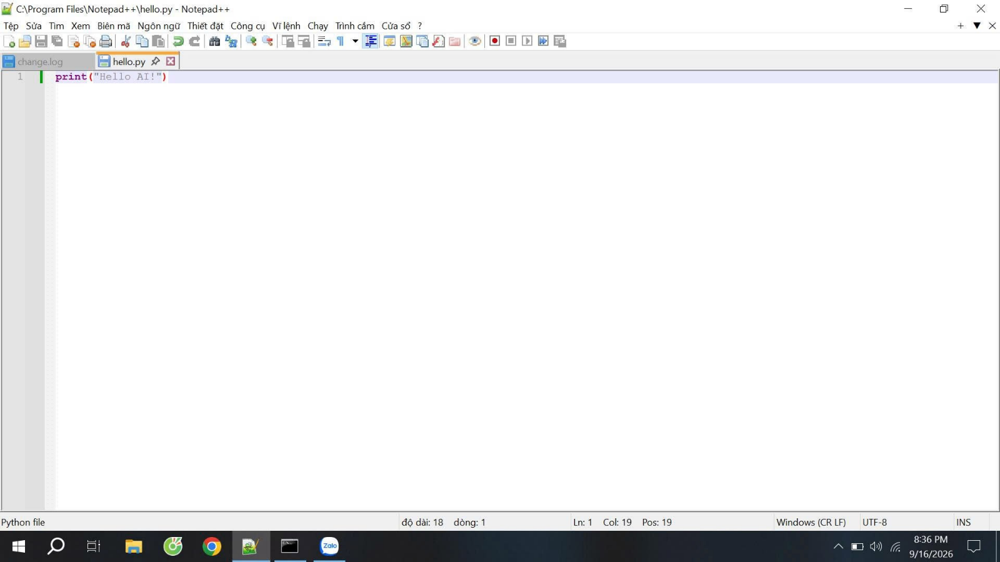 C:\Program Files\Notepad++\hello.py - Notepad++
Tệp Sửa Tìm Xem Biên mã Ngôn ngữ Thiết đặt Công cụ Vĩ lệnh Chạy Trình cắm Cửa sổ ?
change.log hello.py
1 print("Hello AI!")
Python file độ dài: 18 dòng: 1 Ln: 1 Col: 19 Pos: 19 Windows (CR LF) UTF-8 INS
Zalo
8:36 PM
9/16/2026